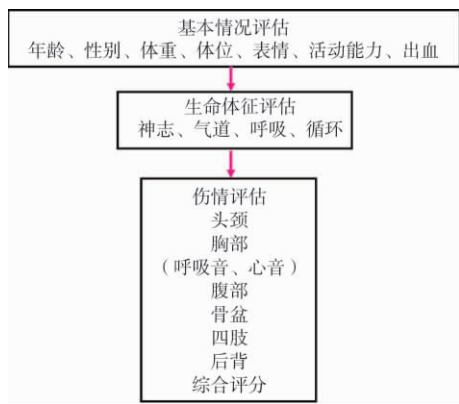 基本情况评估
年龄、性别、体重、体位、表情、活动能力、出血
生命体征评估
神志、气道、呼吸、循环
伤情评估
头颈
胸部
（呼吸音、心音）
腹部
骨盆
四肢
后背
综合评分